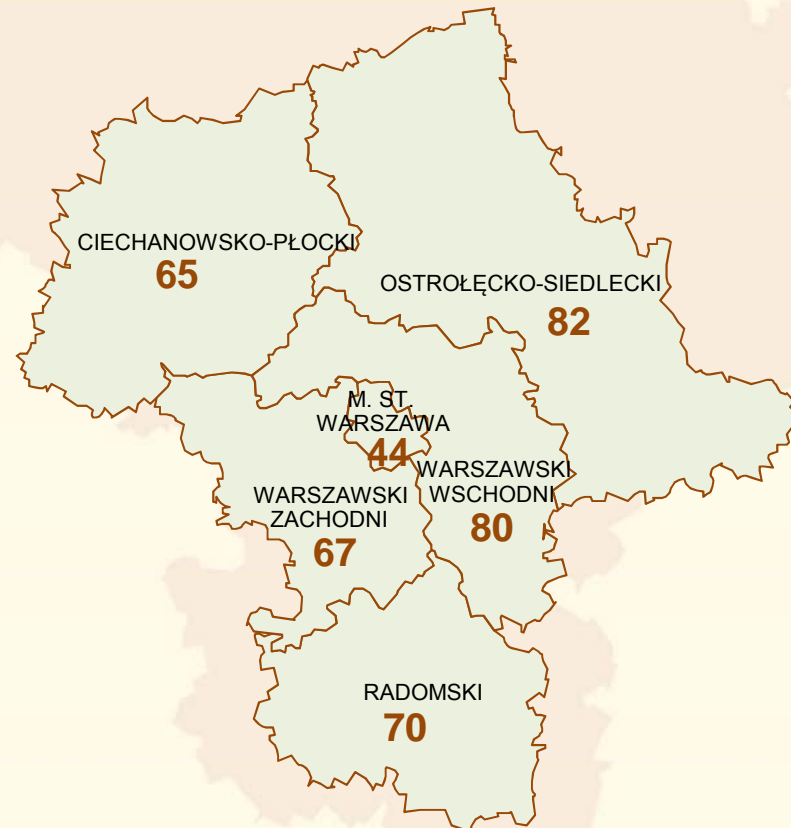 CIECHANOWSKO-PŁOCKI
65
OSTROŁĘCKO-SIEDLECKI
82
M. ST.
WARSZAWA
44
WARSZAWSKI
WSCHODNI
80
WARSZAWSKI
ZACHODNI
67
RADOMSKI
70